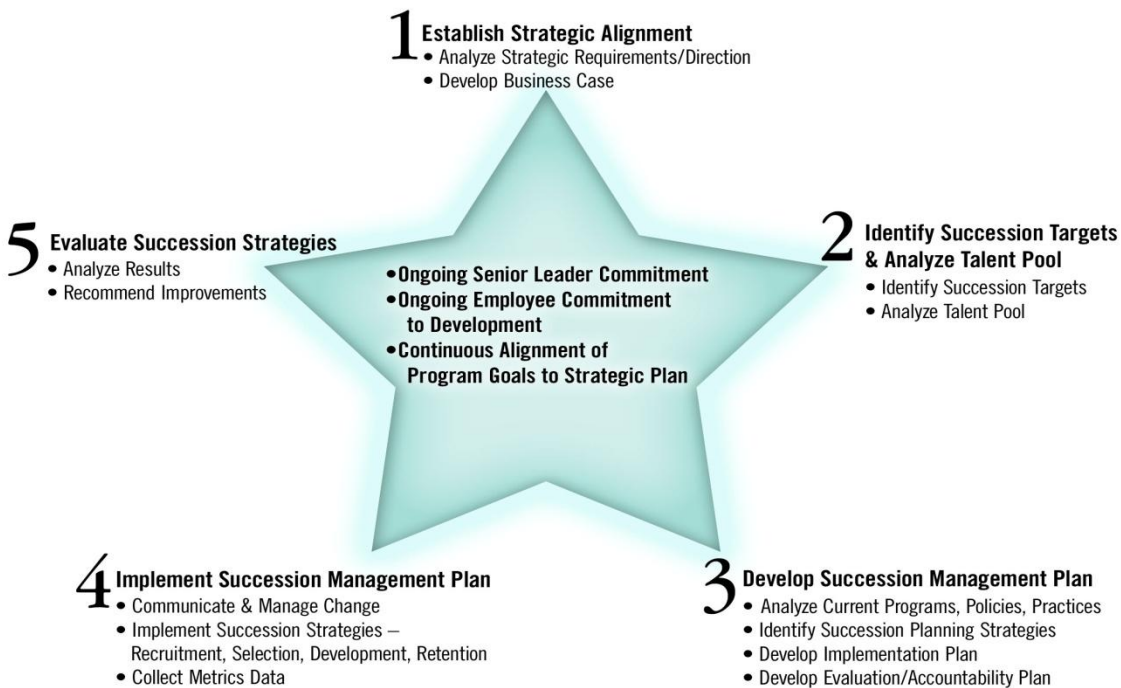 1 Establish Strategic Alignment
• Analyze Strategic Requirements/Direction
• Develop Business Case
2 Identify Succession Targets
& Analyze Talent Pool
• Identify Succession Targets
• Analyze Talent Pool
3 Develop Succession Management Plan
• Analyze Current Programs, Policies, Practices
• Identify Succession Planning Strategies
• Develop Implementation Plan
• Develop Evaluation/Accountability Plan
4 Implement Succession Management Plan
• Communicate & Manage Change
• Implement Succession Strategies –
Recruitment, Selection, Development, Retention
• Collect Metrics Data
5 Evaluate Succession Strategies
• Analyze Results
• Recommend Improvements
• Ongoing Senior Leader Commitment
• Ongoing Employee Commitment
to Development
• Continuous Alignment of
Program Goals to Strategic Plan